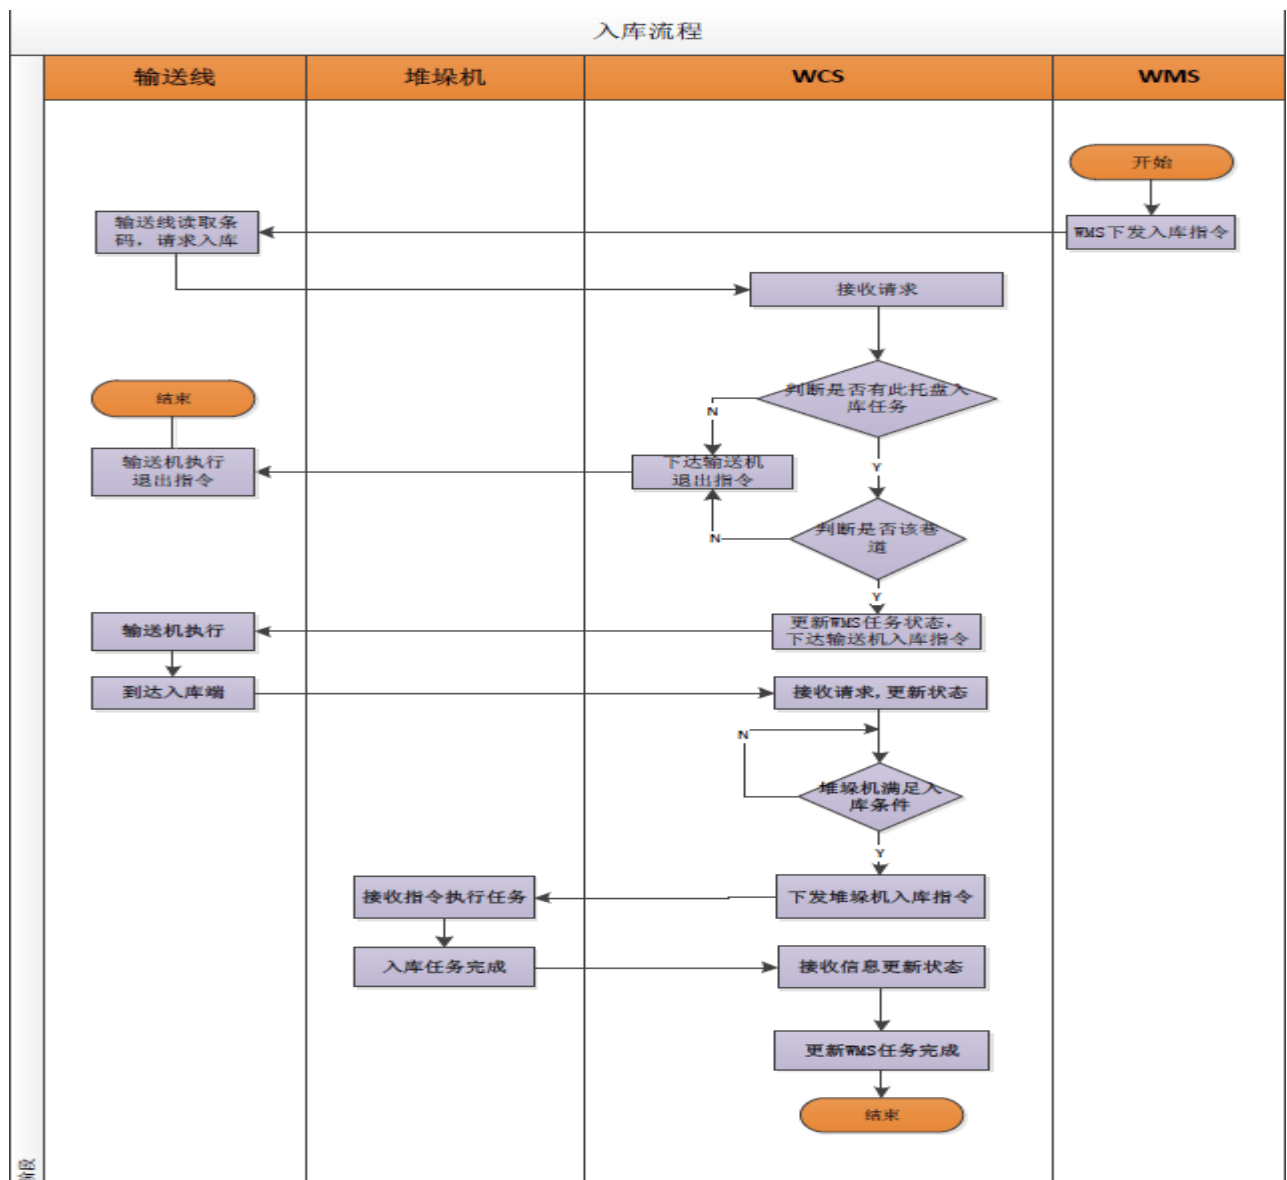 入库流程
输送线
堆垛机
WCS
WMS
开始
WMS下发入库指令
输送线读取条
码，请求入库
接收请求
判断是否有此托盘入
库任务
N
Y
结束
输送机执行
退出指令
下达输送机
退出指令
判断是否该巷
道
N
Y
更新WMS任务状态，
下达输送机入库指令
输送机执行
到达入库端
接收请求,更新状态
N
堆垛机满足入
库条件
Y
下发堆垛机入库指令
接收指令执行任务
入库任务完成
接收信息更新状态
更新WMS任务完成
结束
阶段